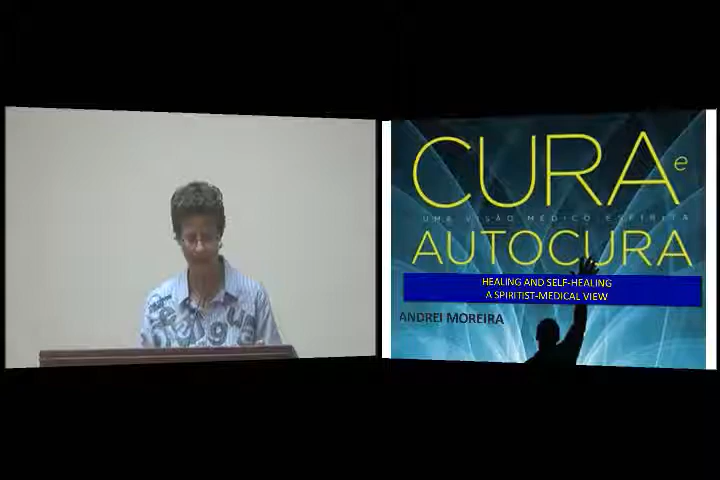 CURA e
UMA VISÃO MÉDICO ESPÍRITA
AUTOCURA
HEALING AND SELF-HEALING
A SPIRITIST-MEDICAL VIEW
ANDREI MOREIRA